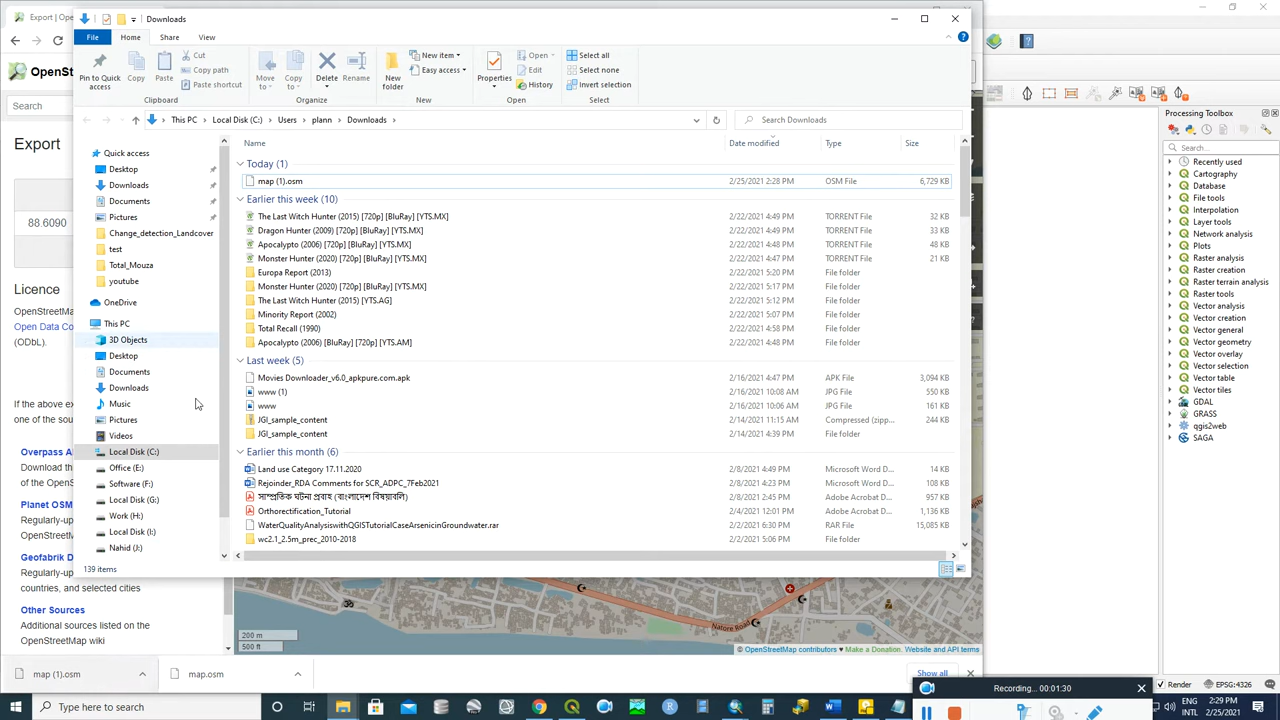 Export | Open
Downloads
File Home Share View
Pin to Quick access
Copy
Paste
Cut
Copy path
Paste shortcut
Clipboard
Move to
Copy to
Delete
Rename
Organize
New folder
New item
Easy access
New
Properties
Open
Edit
History
Open
Select all
Select none
Invert selection
Select
OpenStr
Search
This PC > Local Disk (C:) > Users > plann > Downloads >
Search Downloads
Processing Toolbox
Search...
Export
88.6090
Licence
OpenStreetMa
Open Data Co
(ODbL).
If the above ex
one of the sour
Overpass A
Download th
Planet OSM
Regularly-up
Geofabrik D
Regularly-up
countries, and selected cities
Other Sources
Additional sources listed on the
OpenStreetMap wiki
Quick access
Desktop
Downloads
Documents
Pictures
Change_detection_Landcover
test
Total_Mouza
youtube
OneDrive
This PC
3D Objects
Desktop
Documents
Downloads
Music
Pictures
Videos
Local Disk (C:)
Office (E:)
Software (F:)
Local Disk (G:)
Work (H:)
Local Disk (I:)
Nahid (J:)
139 items
Name Date modified Type Size
Today (1)
map (1).osm 2/25/2021 2:28 PM OSM File 6,729 KB
Earlier this week (10)
The Last Witch Hunter (2015) [720p] [BluRay] [YTS.MX] 2/22/2021 4:49 PM TORRENT File 32 KB
Dragon Hunter (2009) [720p] [BluRay] [YTS.MX] 2/22/2021 4:49 PM TORRENT File 33 KB
Apocalypto (2006) [720p] [BluRay] [YTS.MX] 2/22/2021 4:48 PM TORRENT File 48 KB
Monster Hunter (2020) [720p] [BluRay] [YTS.MX] 2/22/2021 4:47 PM TORRENT File 21 KB
Europa Report (2013) 2/22/2021 5:20 PM File folder
Monster Hunter (2020) [720p] [BluRay] [YTS.MX] 2/22/2021 5:17 PM File folder
The Last Witch Hunter (2015) [YTS.AG] 2/22/2021 5:12 PM File folder
Minority Report (2002) 2/22/2021 5:07 PM File folder
Total Recall (1990) 2/22/2021 4:58 PM File folder
Apocalypto (2006) [BluRay] [720p] [YTS.AM] 2/22/2021 4:48 PM File folder
Last week (5)
Movies Downloader_v6.0_apkpure.com.apk 2/16/2021 4:47 PM APK File 3,094 KB
www (1) 2/16/2021 10:08 AM JPG File 550 KB
www 2/16/2021 10:06 AM JPG File 161 KB
JGI_sample_content 2/14/2021 11:15 AM Compressed (zipp... 244 KB
JGI_sample_content 2/14/2021 4:39 PM File folder
Earlier this month (6)
Land use Category 17.11.2020 2/8/2021 4:49 PM Microsoft Word D... 14 KB
Rejoinder_RDA Comments for SCR_ADPC_7Feb2021 2/8/2021 4:23 PM Microsoft Word D... 108 KB
সাম্প্রতিক ঘটনা প্রবাহ (বাংলাদেশ বিষয়াবলি) 2/8/2021 2:45 PM Adobe Acrobat D... 957 KB
Orthorectification_Tutorial 2/4/2021 12:01 PM Adobe Acrobat D... 1,136 KB
WaterQualityAnalysiswithQGISTutorialCaseArsenicinGroundwater.rar 2/2/2021 6:30 PM RAR File 15,085 KB
wc2.1_2.5m_prec_2010-2018 2/2/2021 5:06 PM File folder
Recently used
Cartography
Database
File tools
Interpolation
Layer tools
Network analysis
Plots
Raster analysis
Raster creation
Raster terrain analysis
Raster tools
Vector analysis
Vector creation
Vector general
Vector geometry
Vector overlay
Vector selection
Vector table
Vector tiles
GDAL
GRASS
qgis2web
SAGA
Natore Road
200 m
500 ft
© OpenStreetMap contributors ♥ Make a Donation. Website and API terms
map (1).osm
map.osm
Show all
Render
EPSG:4326
Recording... 00:01:30
Type here to search
ENG
INTL
2:29 PM
2/25/2021